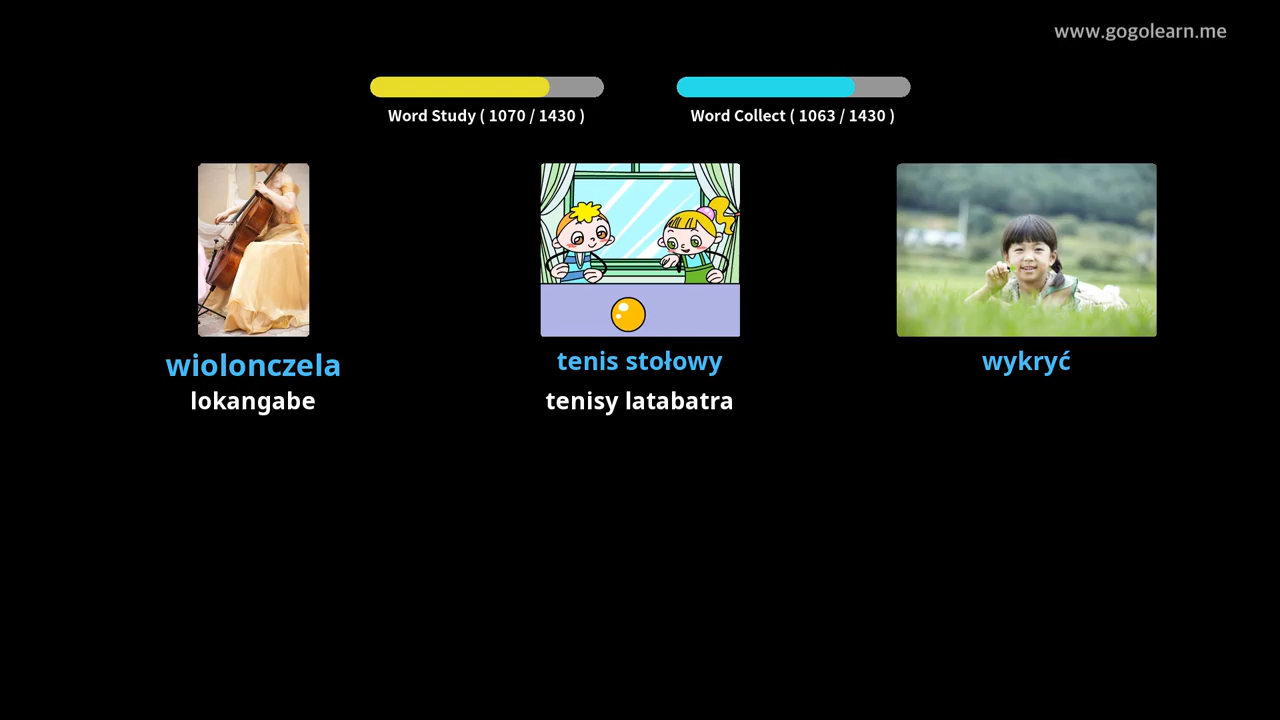 www.gogolearn.me
Word Study ( 1070 / 1430 )
Word Collect ( 1063 / 1430 )
wiolonczela
lokangabe
tenis stołowy
tenisy latabatra
wykryć